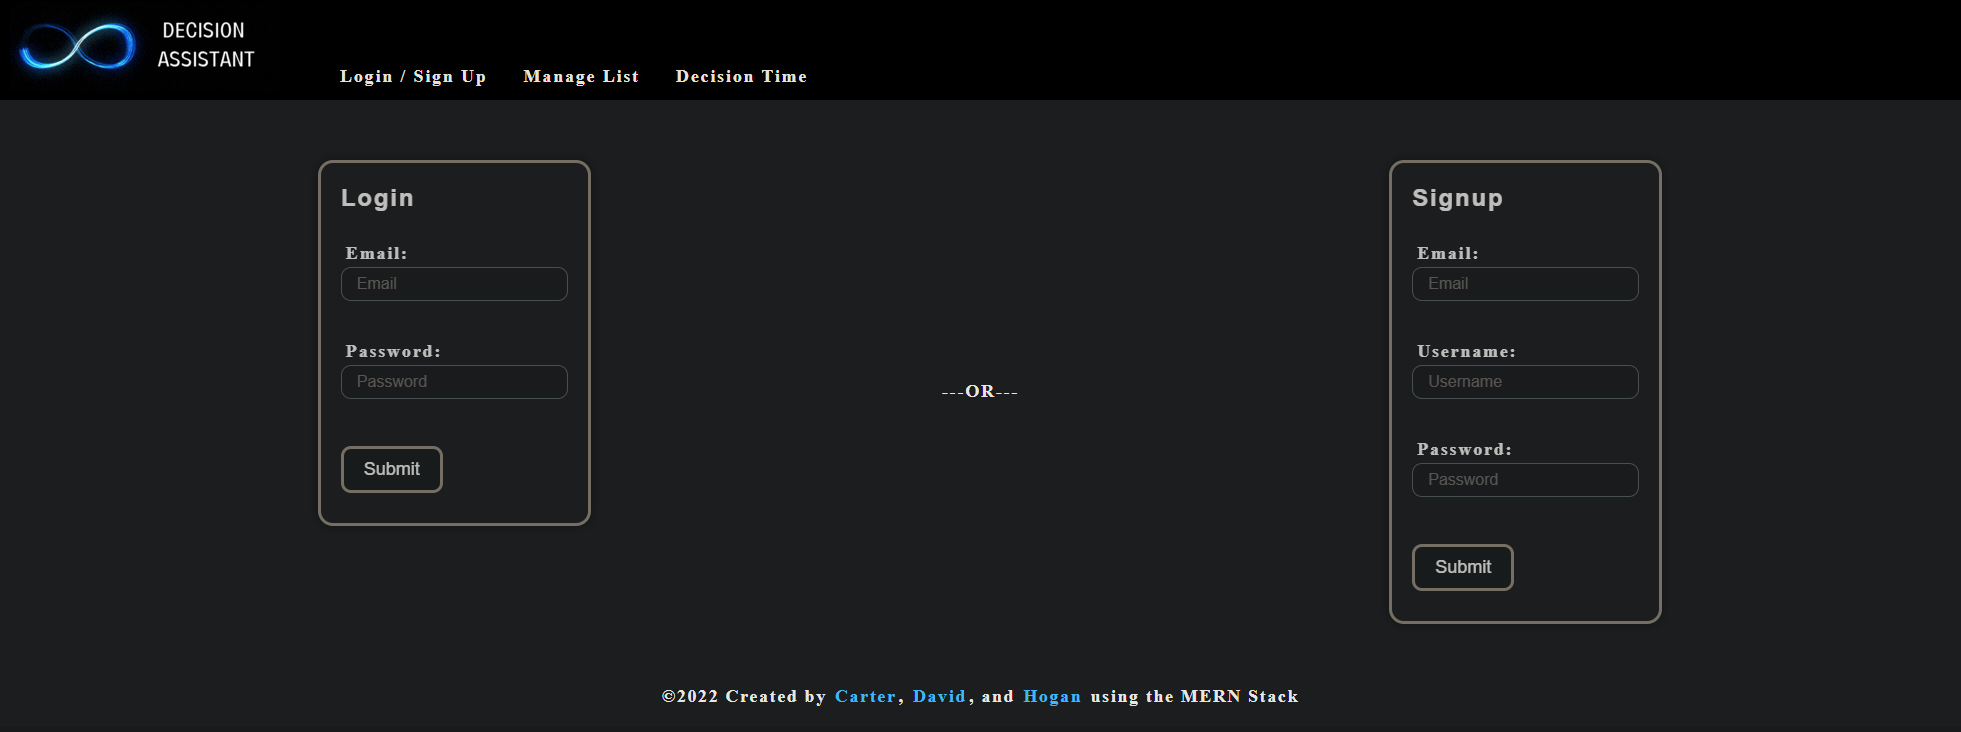 DECISION
ASSISTANT
Login / Sign Up Manage List Decision Time
Login
Email:
Email
Password:
Password
Submit
---OR---
Signup
Email:
Email
Username:
Username
Password:
Password
Submit
©2022 Created by Carter, David, and Hogan using the MERN Stack